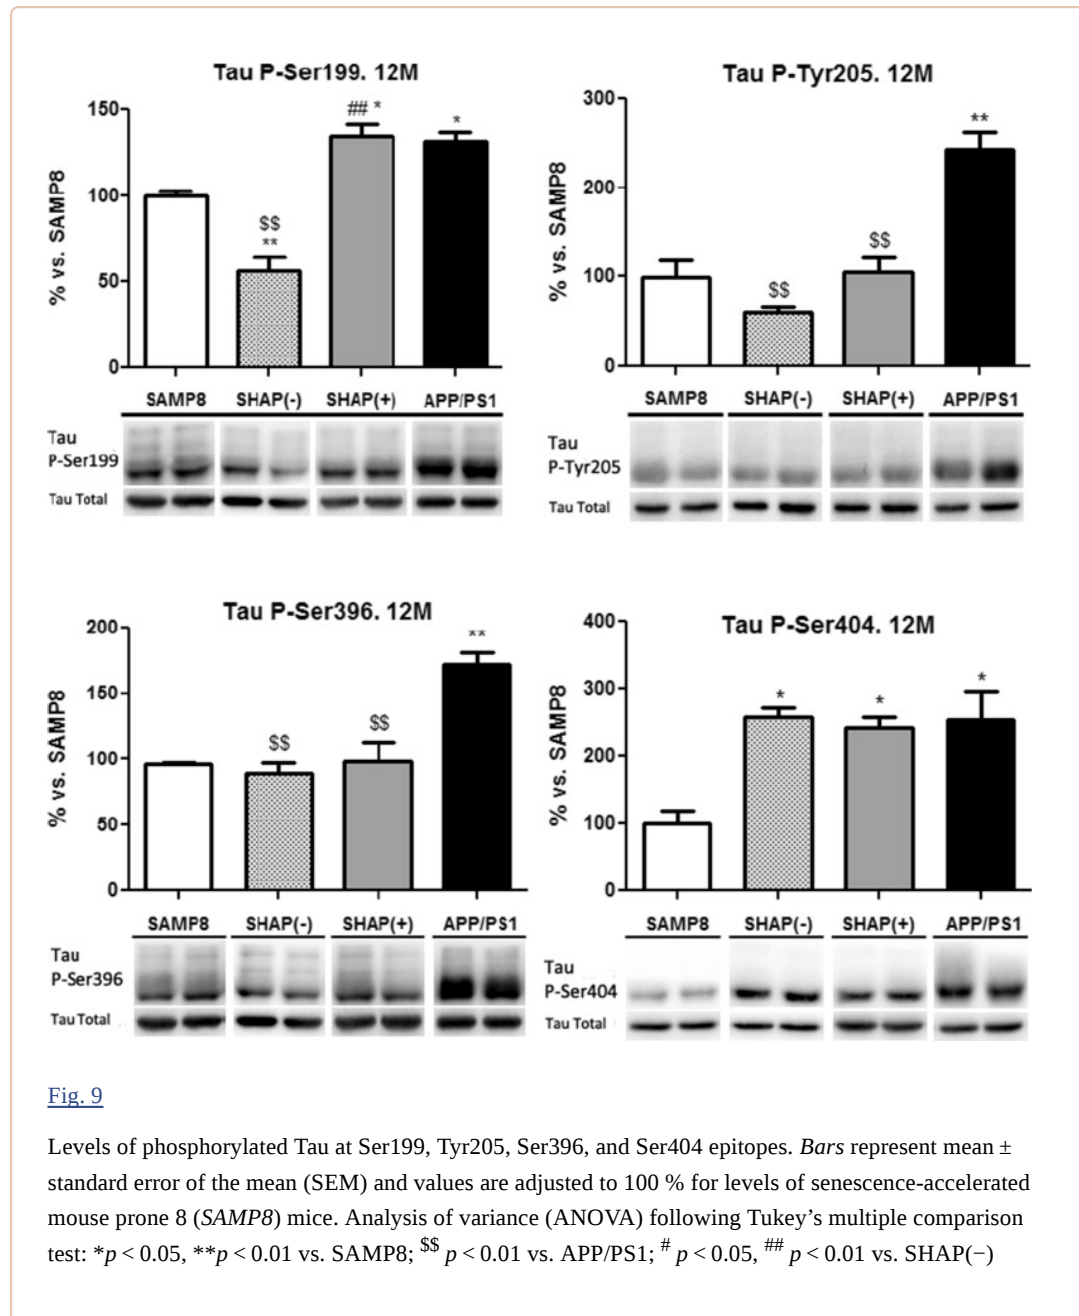 Tau P-Ser199. 12M
% vs. SAMP8
150
100
50
0
## *
*
$$
**
SAMP8 SHAP(-) SHAP(+) APP/PS1
Tau
P-Ser199
Tau Total
Tau P-Tyr205. 12M
% vs. SAMP8
300
200
100
0
**
$$
$$
SAMP8 SHAP(-) SHAP(+) APP/PS1
Tau
P-Tyr205
Tau Total
Tau P-Ser396. 12M
% vs. SAMP8
200
150
100
50
0
**
$$
$$
SAMP8 SHAP(-) SHAP(+) APP/PS1
Tau
P-Ser396
Tau Total
Tau P-Ser404. 12M
% vs. SAMP8
400
300
200
100
0
* * *
SAMP8 SHAP(-) SHAP(+) APP/PS1
Tau
P-Ser404
Tau Total
Fig. 9
Levels of phosphorylated Tau at Ser199, Tyr205, Ser396, and Ser404 epitopes. Bars represent mean ±
standard error of the mean (SEM) and values are adjusted to 100 % for levels of senescence-accelerated
mouse prone 8 (SAMP8) mice. Analysis of variance (ANOVA) following Tukey’s multiple comparison
test: *p < 0.05, **p < 0.01 vs. SAMP8; $$ p < 0.01 vs. APP/PS1; # p < 0.05, ## p < 0.01 vs. SHAP(−)